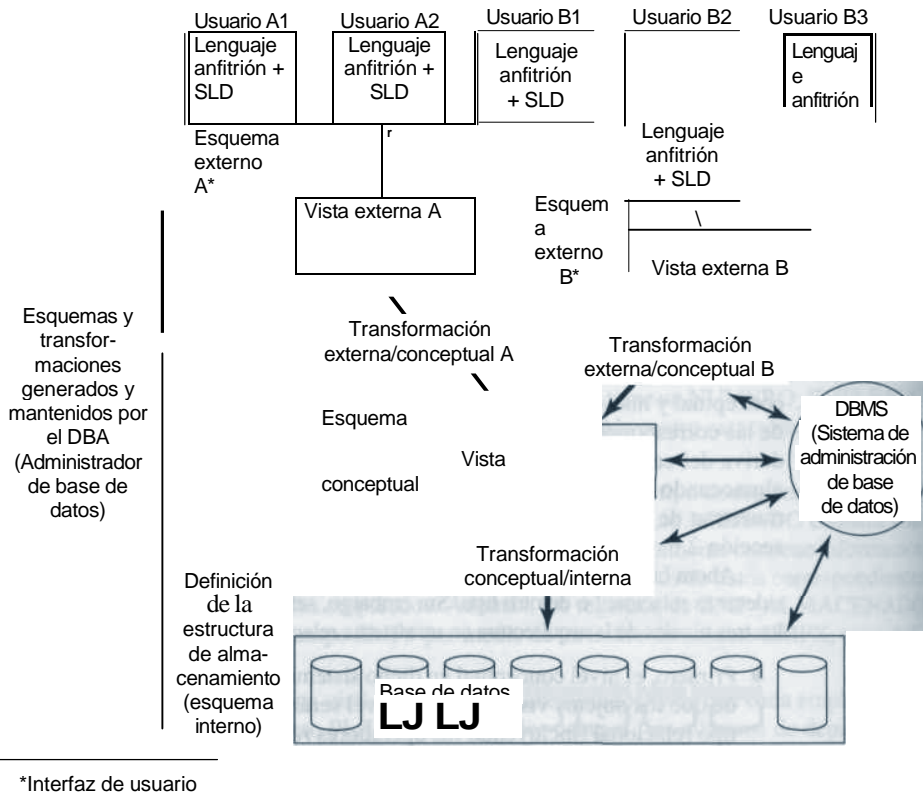 Usuario A1
Usuario A2
Usuario B1
Usuario B2
Usuario B3
Lenguaje
anfitrión +
SLD
Lenguaje
anfitrión +
SLD
Lenguaje
anfitrión
+ SLD
Lenguaje
anfitrión
+ SLD
Lenguaj
e
anfitrión
Esquema
externo
A*
r
Vista externa A
Esquem
a
externo
B*
\
Vista externa B
Esquemas y
transfor-
maciones
generados y
mantenidos por
el DBA
(Administrador
de base de
datos)
Transformación
externa/conceptual A
Transformación
externa/conceptual B
Esquema
conceptual
Vista
DBMS
(Sistema de
administración
de base
de datos)
Transformación
conceptual/interna
Definición
de la
estructura
de alma-
cenamiento
(esquema
interno)
Base de datos
LJ LJ
*Interfaz de usuario